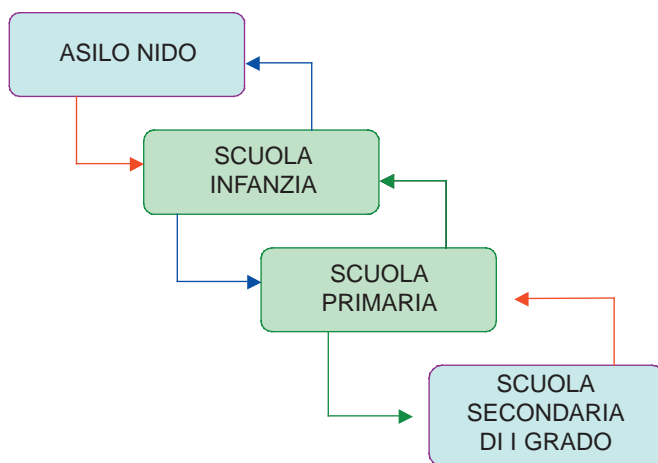 ASILO NIDO
SCUOLA
INFANZIA
SCUOLA
PRIMARIA
SCUOLA
SECONDARIA
DI I GRADO